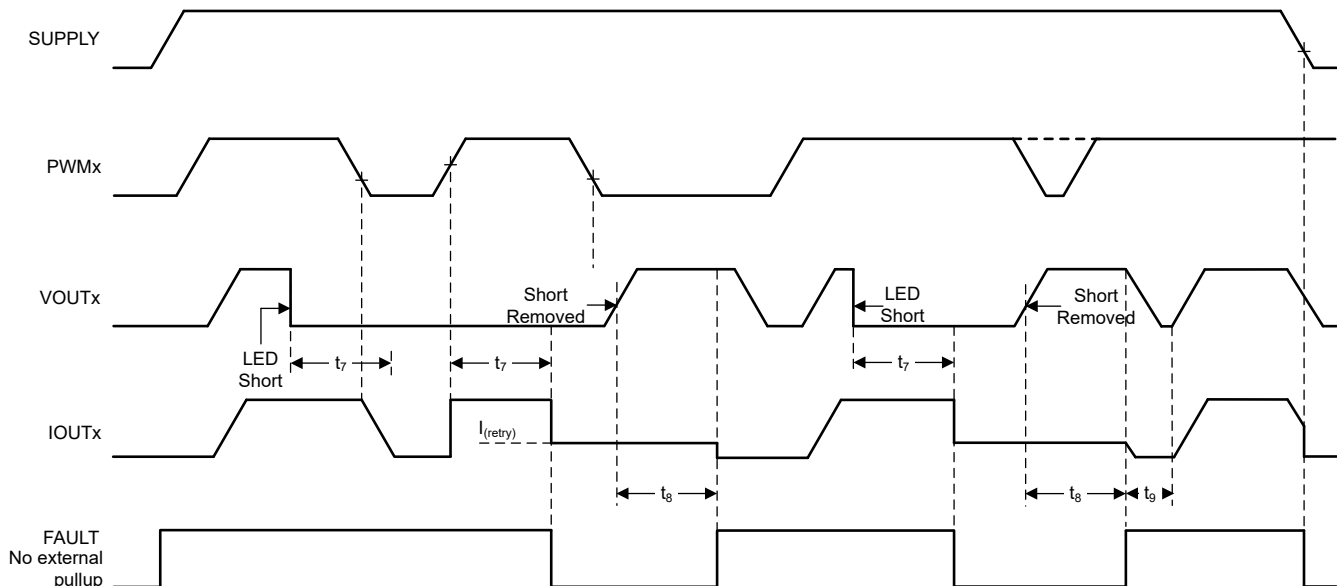 SUPPLY
PWMx
VOUTx
LED
Short
Short
Removed
LED
Short
Short
Removed
t7
t7
t7
IOUTx
I(retry)
t8
t8
t9
FAULT
No external
pullup